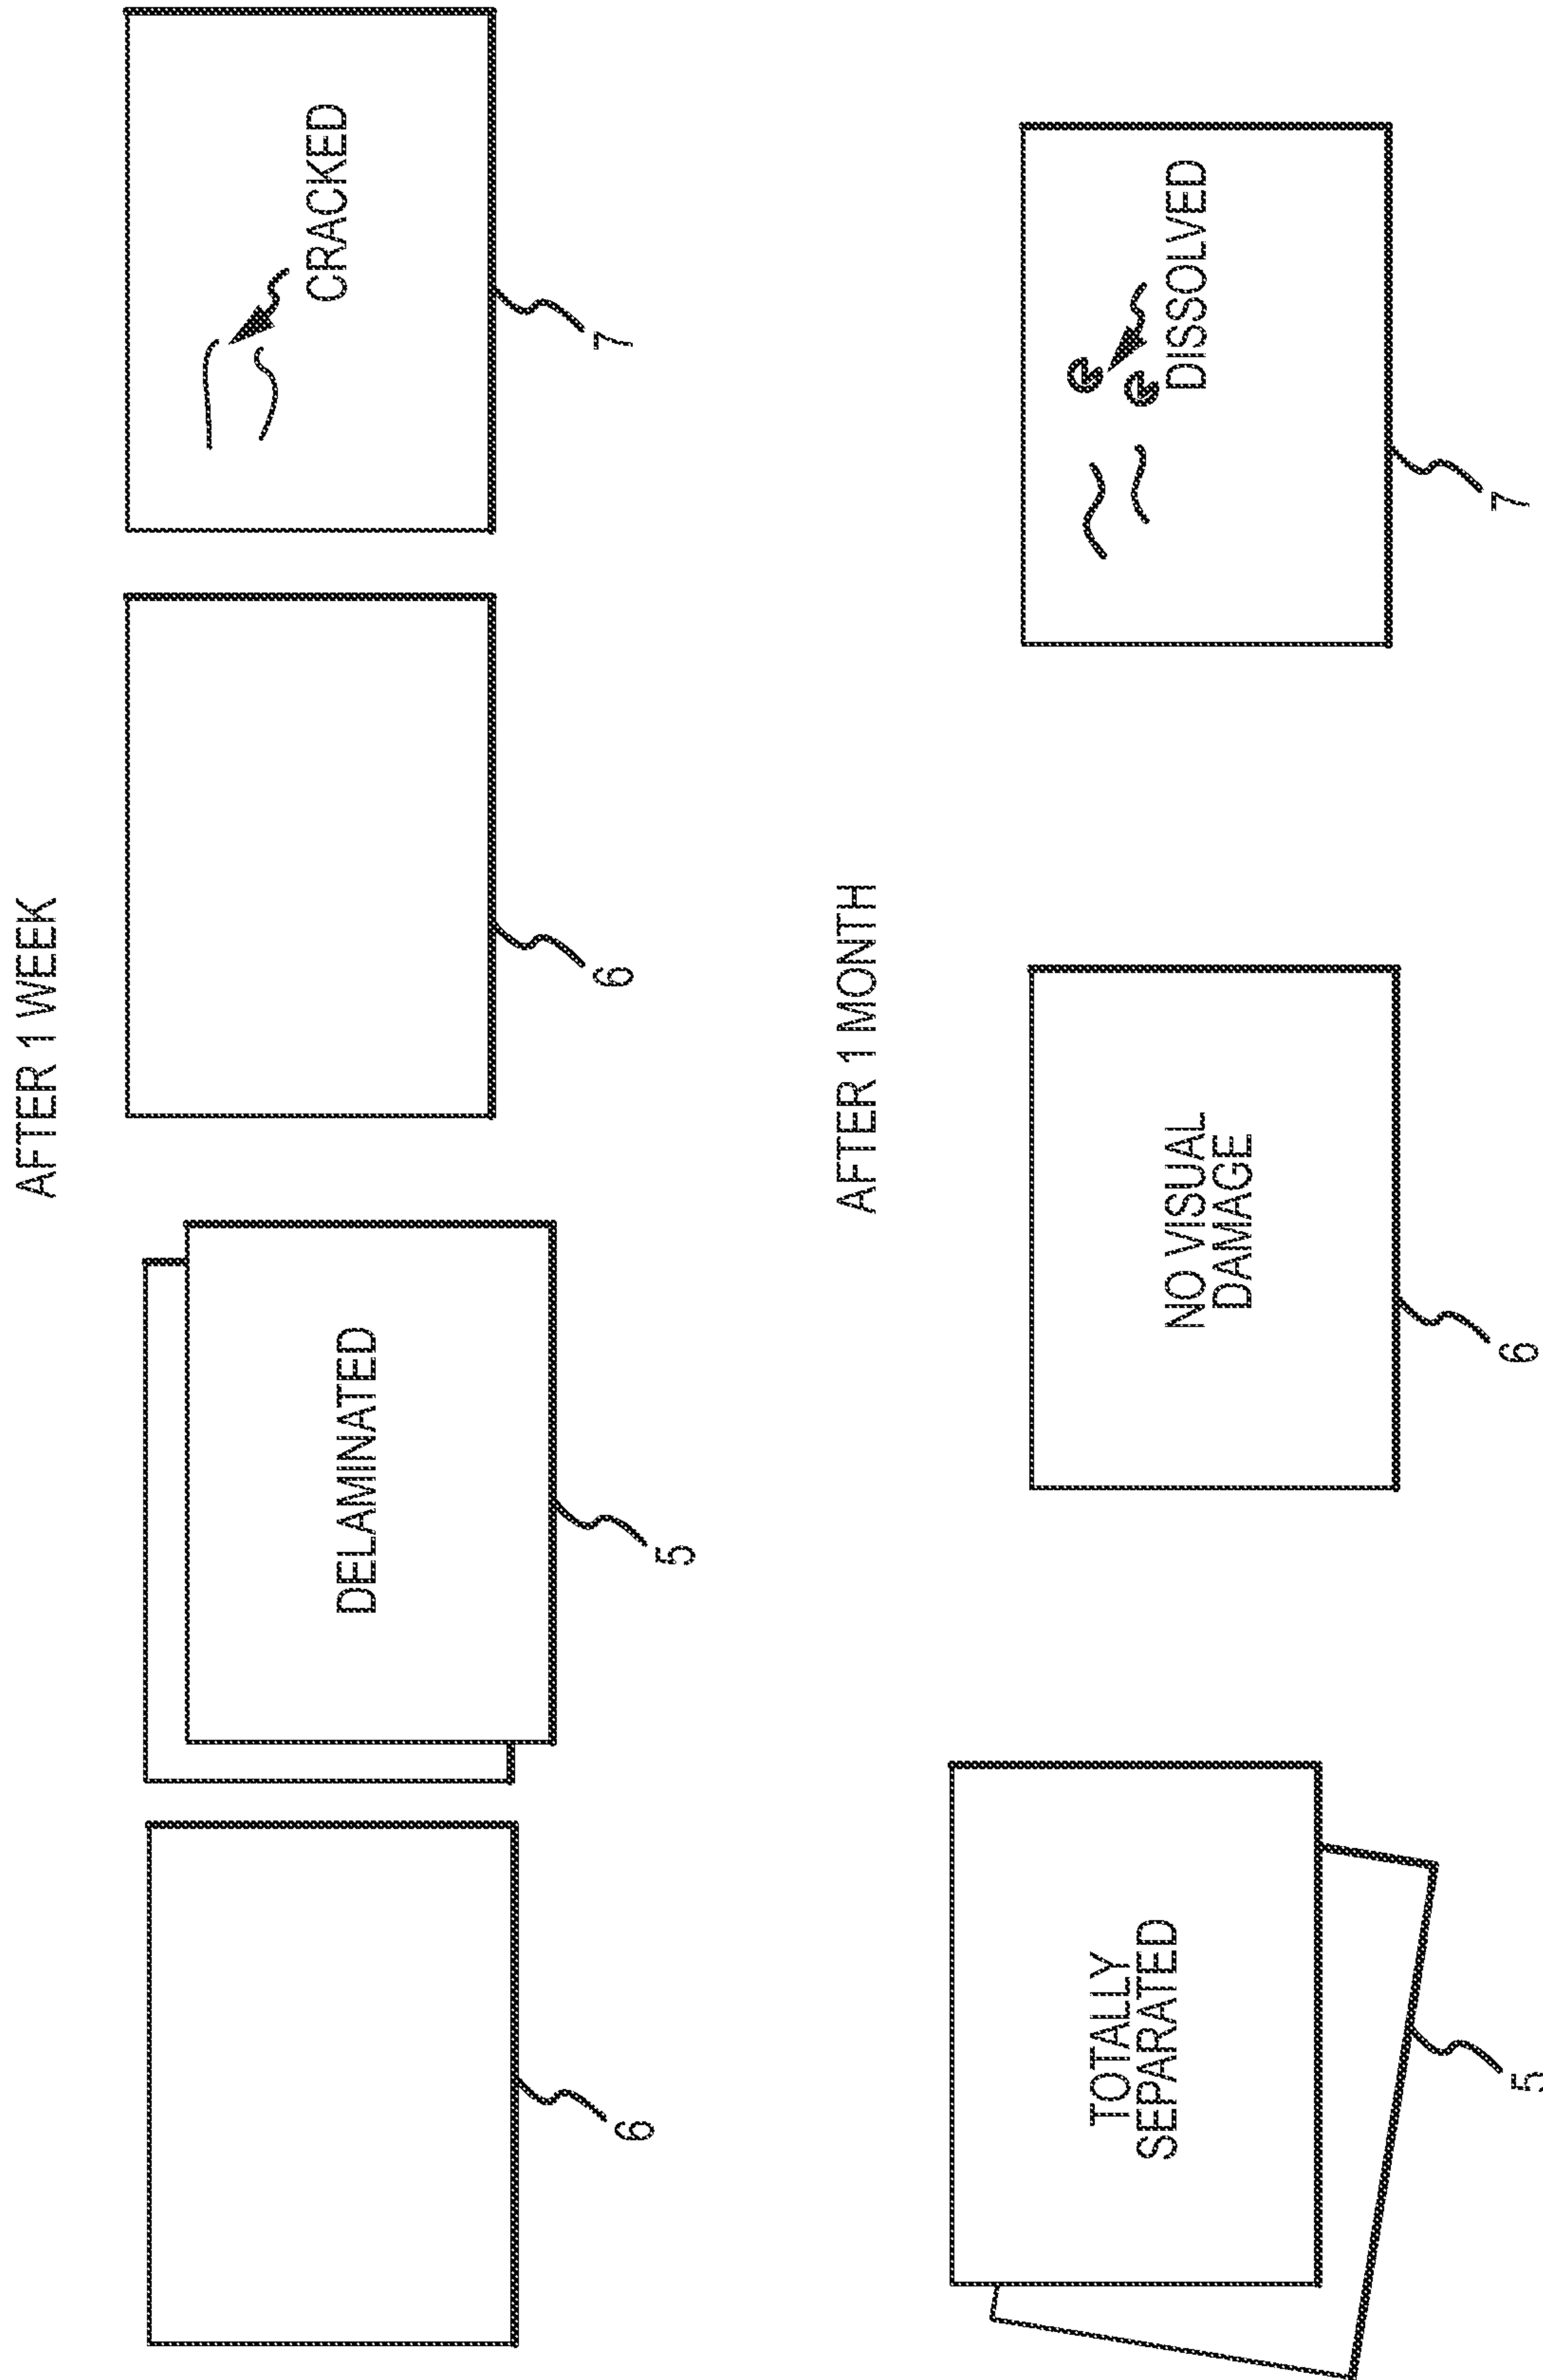 AFTER 1 WEEK
DELAMINATED
CRACKED
6
5
6
7
AFTER 1 MONTH
TOTALLY
SEPARATED
NO VISUAL
DAMAGE
DISSOLVED
5
6
7